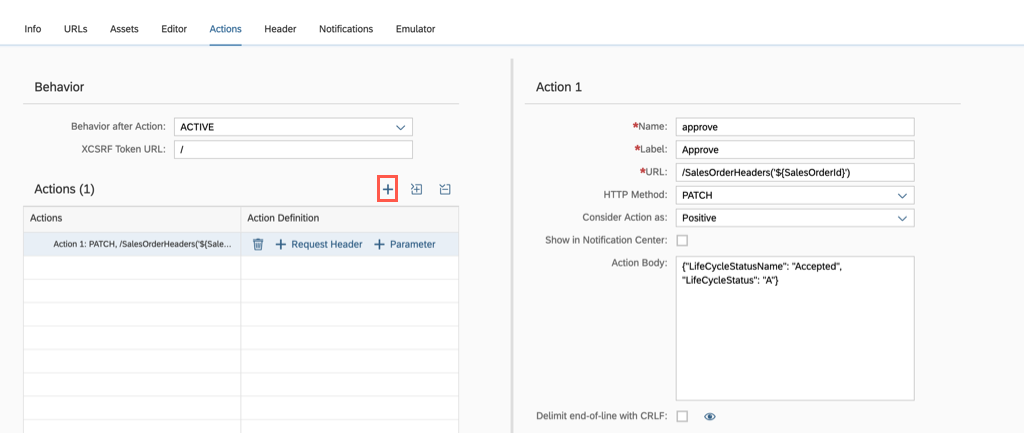 Info URLs Assets Editor Actions Header Notifications Emulator
Behavior
Behavior after Action: ACTIVE
XCSRF Token URL: /
Actions (1)
Actions Action Definition
Action 1: PATCH, /SalesOrderHeaders('${Sale... Request Header Parameter
Action 1
*Name: approve
*Label: Approve
*URL: /SalesOrderHeaders('${SalesOrderId}')
HTTP Method: PATCH
Consider Action as: Positive
Show in Notification Center:
Action Body: {"LifeCycleStatusName": "Accepted",
"LifeCycleStatus": "A"}
Delimit end-of-line with CRLF: